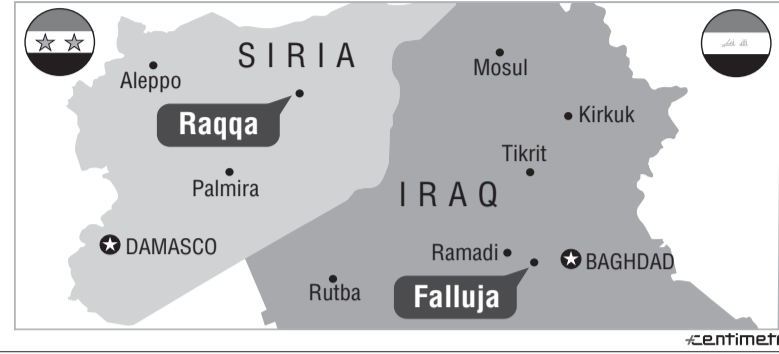 SIRIA
Aleppo
Raqqa
Palmira
DAMASCO
Mosul
Kirkuk
Tikrit
IRAQ
Ramadi
BAGHDAD
Rutba
Falluja